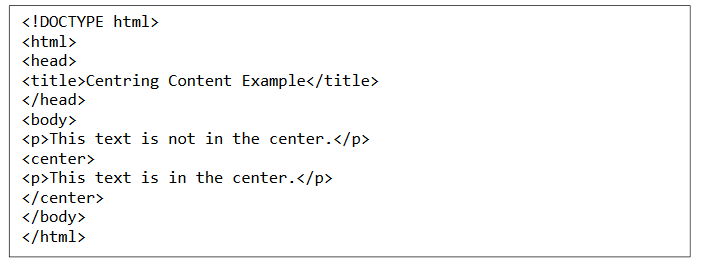 <!DOCTYPE html>
<html>
<head>
<title>Centring Content Example</title>
</head>
<body>
<p>This text is not in the center.</p>
<center>
<p>This text is in the center.</p>
</center>
</body>
</html>